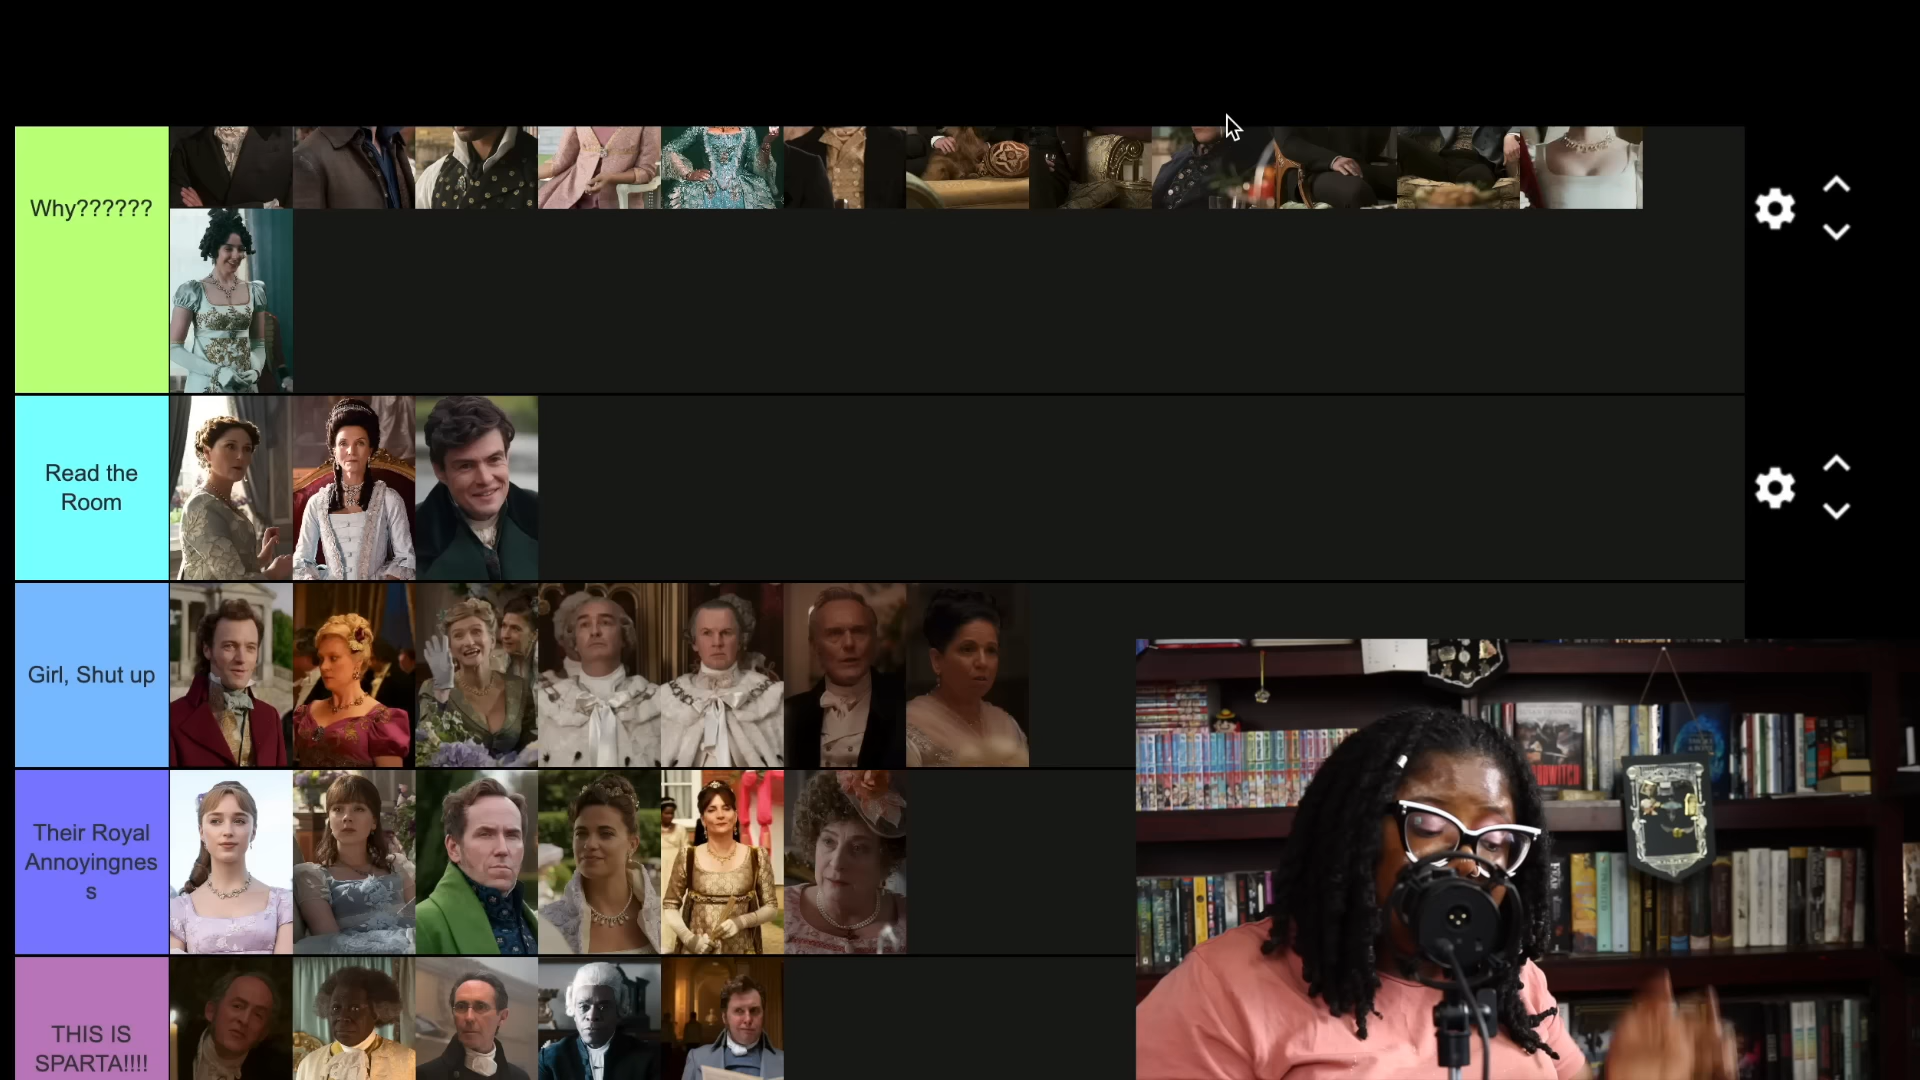 Why??????
Read the
Room
Girl, Shut up
Their Royal
Annoyingnes
s
THIS IS
SPARTA!!!!